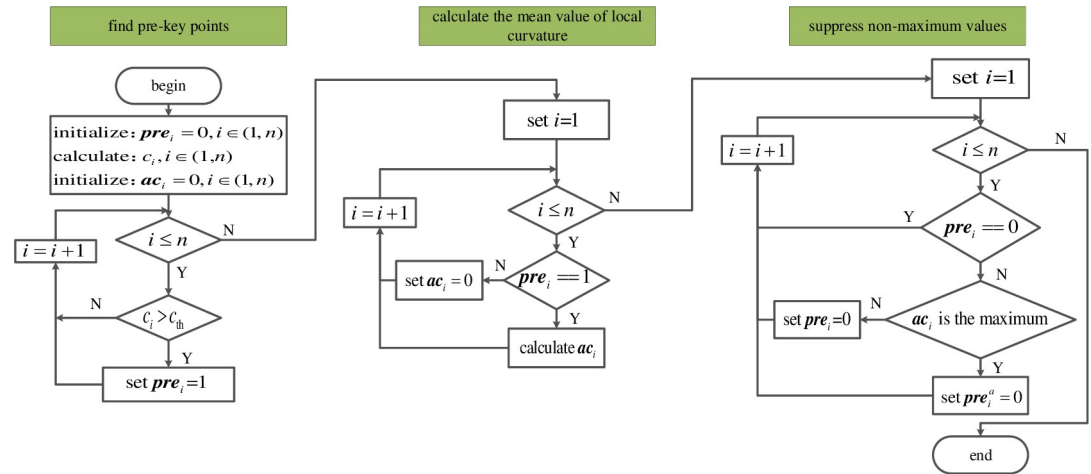 find pre-key points
begin
initialize: pre_i = 0, i ∈ (1, n)
calculate: c_i, i ∈ (1,n)
initialize: ac_i = 0, i ∈ (1, n)
i = i+1
i ≤ n
N
Y
N
c_i > c_th
Y
set pre_i=1
calculate the mean value of local
curvature
set i=1
i = i+1
i ≤ n
N
Y
set ac_i = 0
N
pre_i == 1
Y
calculate ac_i
suppress non-maximum values
set i=1
i = i+1
i ≤ n
N
Y
Y
pre_i == 0
N
set pre_i=0
N
ac_i is the maximum
Y
set pre_i^a = 0
end